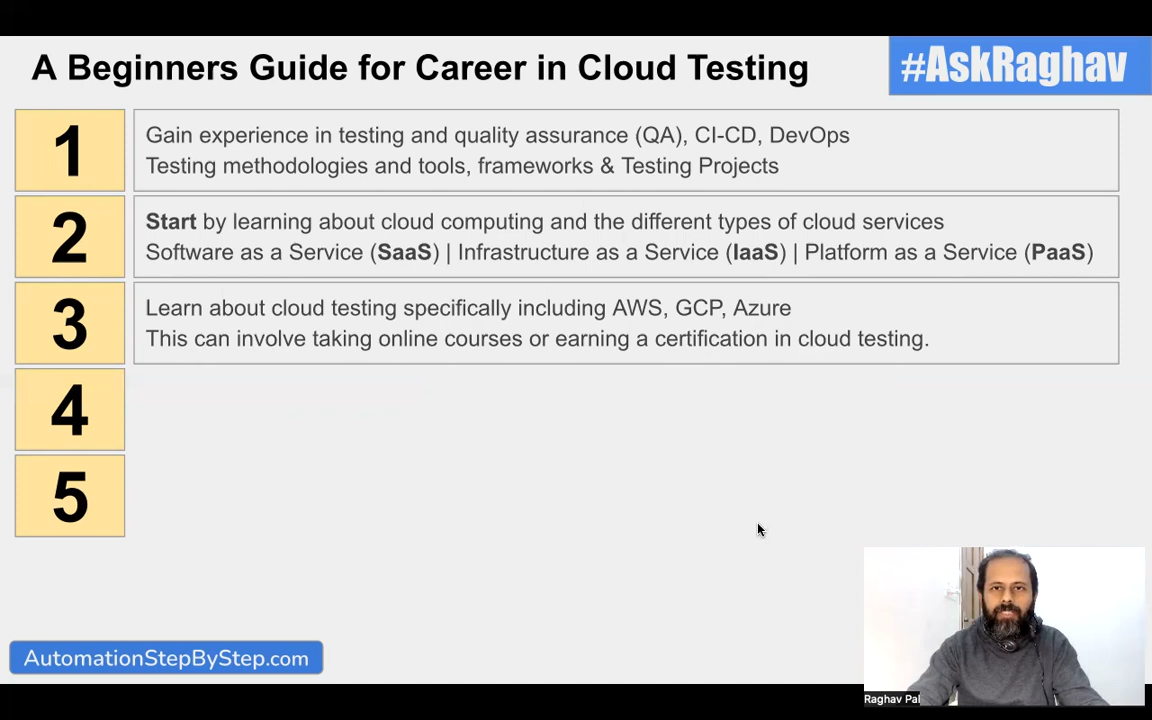 A Beginners Guide for Career in Cloud Testing
#AskRaghav
1
Gain experience in testing and quality assurance (QA), CI-CD, DevOps
Testing methodologies and tools, frameworks & Testing Projects
2
Start by learning about cloud computing and the different types of cloud services
Software as a Service (SaaS) | Infrastructure as a Service (IaaS) | Platform as a Service (PaaS)
3
Learn about cloud testing specifically including AWS, GCP, Azure
This can involve taking online courses or earning a certification in cloud testing.
4
5
AutomationStepByStep.com
Raghav Pal